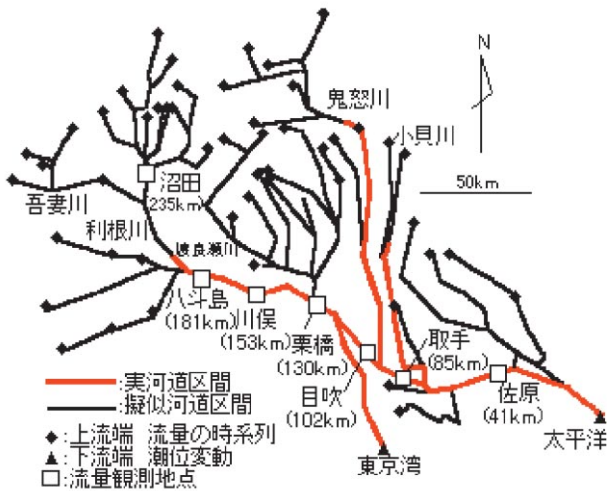 鬼怒川
N
小貝川
50km
沼田
(235km)
吾妻川
利根川
渡良瀬川
八斗島
(181km)
川俣
(153km)
栗橋
(130km)
目吹
(102km)
取手
(85km)
佐原
(41km)
太平洋
東京湾
:実河道区間
:擬似河道区間
◆:上流端 流量の時系列
▲:下流端 潮位変動
□:流量観測地点